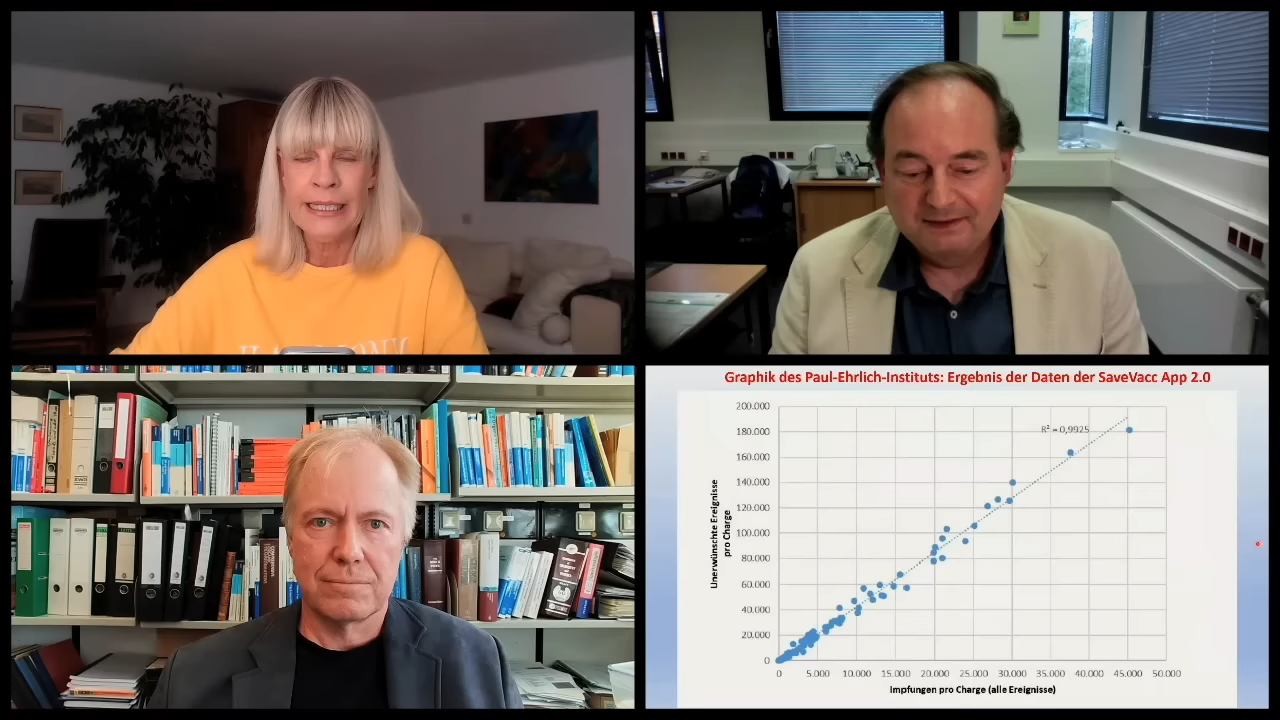 Graphik des Paul-Ehrlich-Instituts: Ergebnis der Daten der SaveVacc App 2.0
200.000
180.000
160.000
140.000
120.000
100.000
80.000
60.000
40.000
20.000
0
R² = 0,9925
Unerwünschte Ereignisse
pro Charge
0 5.000 10.000 15.000 20.000 25.000 30.000 35.000 40.000 45.000 50.000
Impfungen pro Charge (alle Ereignisse)